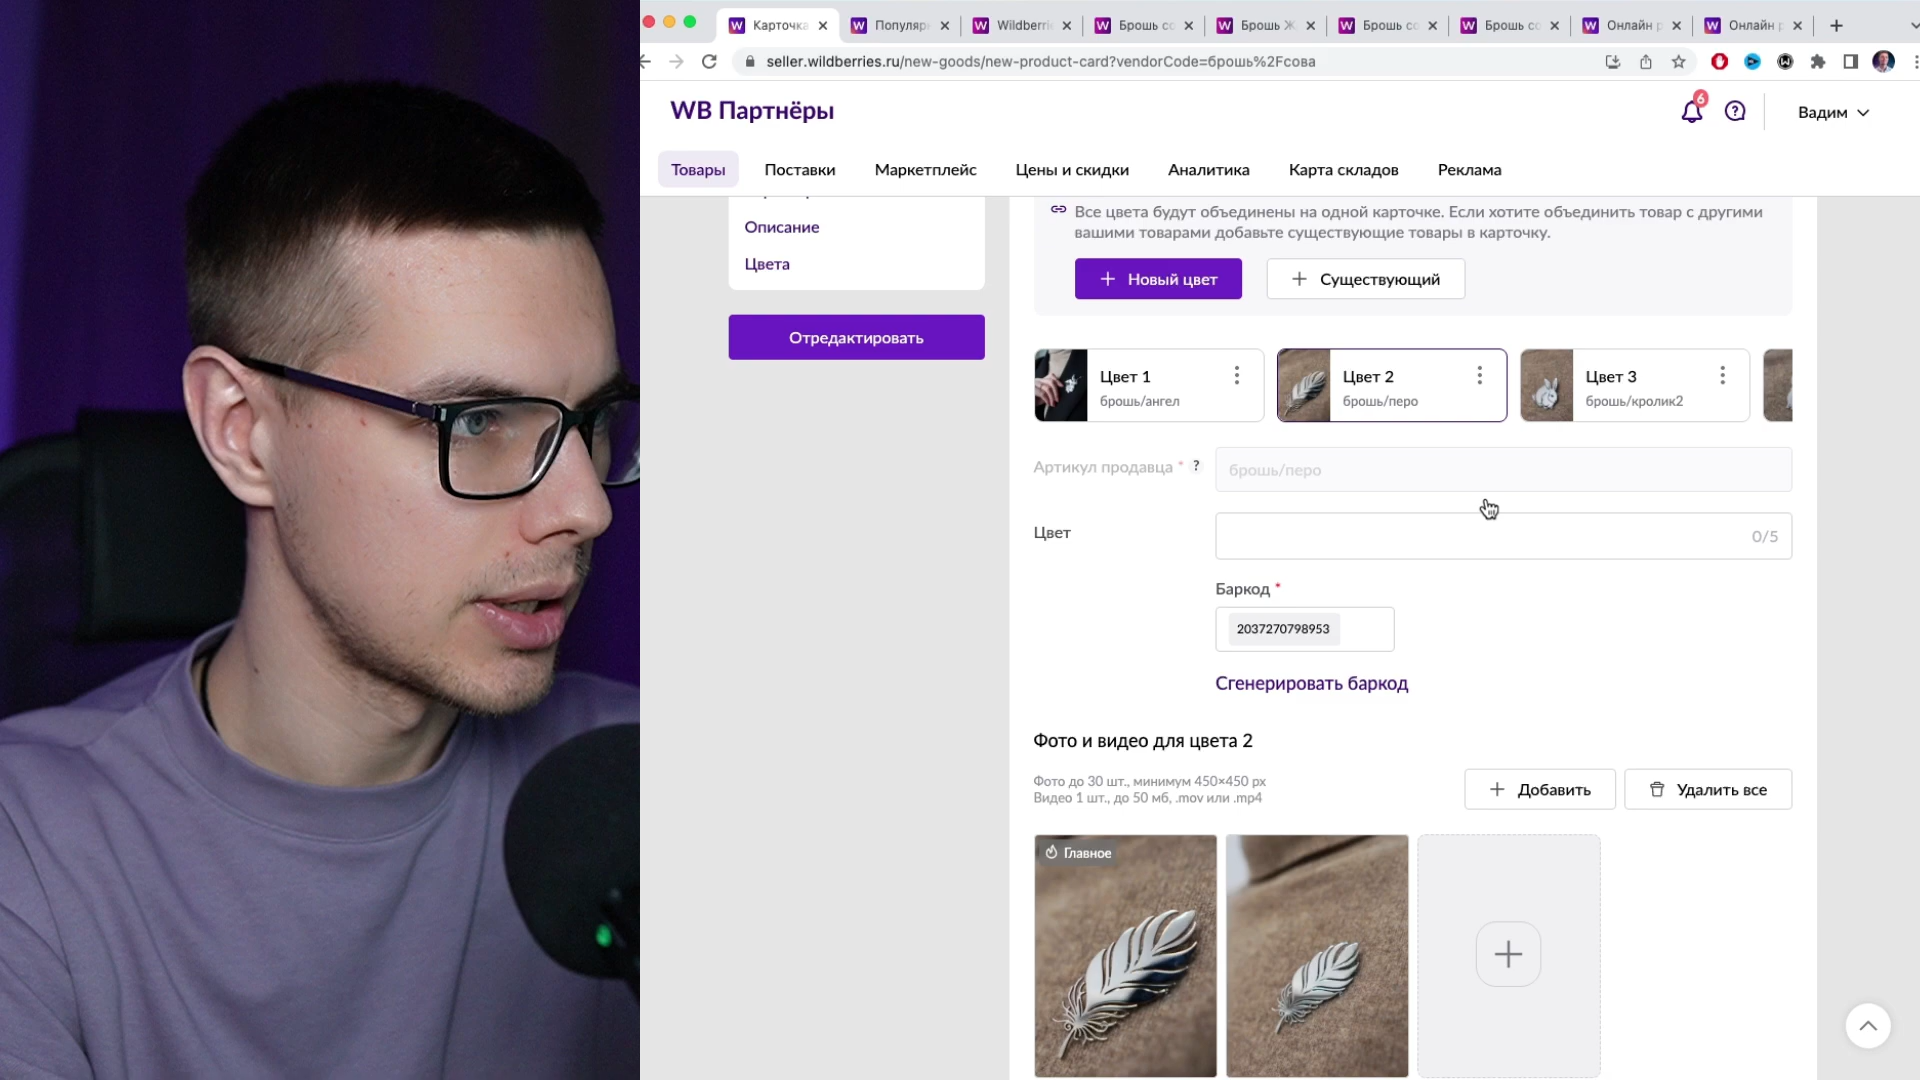 Карточка
Популярн
Wildberrie
Брошь со
Брошь Ж
Брошь со
Брошь со
Онлайн р
Онлайн р
seller.wildberries.ru/new-goods/new-product-card?vendorCode=брошь%2Fсова
WB Партнёры
6
Вадим
Товары
Поставки
Маркетплейс
Цены и скидки
Аналитика
Карта складов
Реклама
Описание
Цвета
Отредактировать
Все цвета будут объединены на одной карточке. Если хотите объединить товар с другими
вашими товарами добавьте существующие товары в карточку.
+ Новый цвет
+ Существующий
Цвет 1
брошь/ангел
Цвет 2
брошь/перо
Цвет 3
брошь/кролик2
Артикул продавца * ?
брошь/перо
Цвет
0/5
Баркод *
2037270798953
Сгенерировать баркод
Фото и видео для цвета 2
Фото до 30 шт., минимум 450×450 px
Видео 1 шт., до 50 мб, .mov или .mp4
+ Добавить
Удалить все
Главное